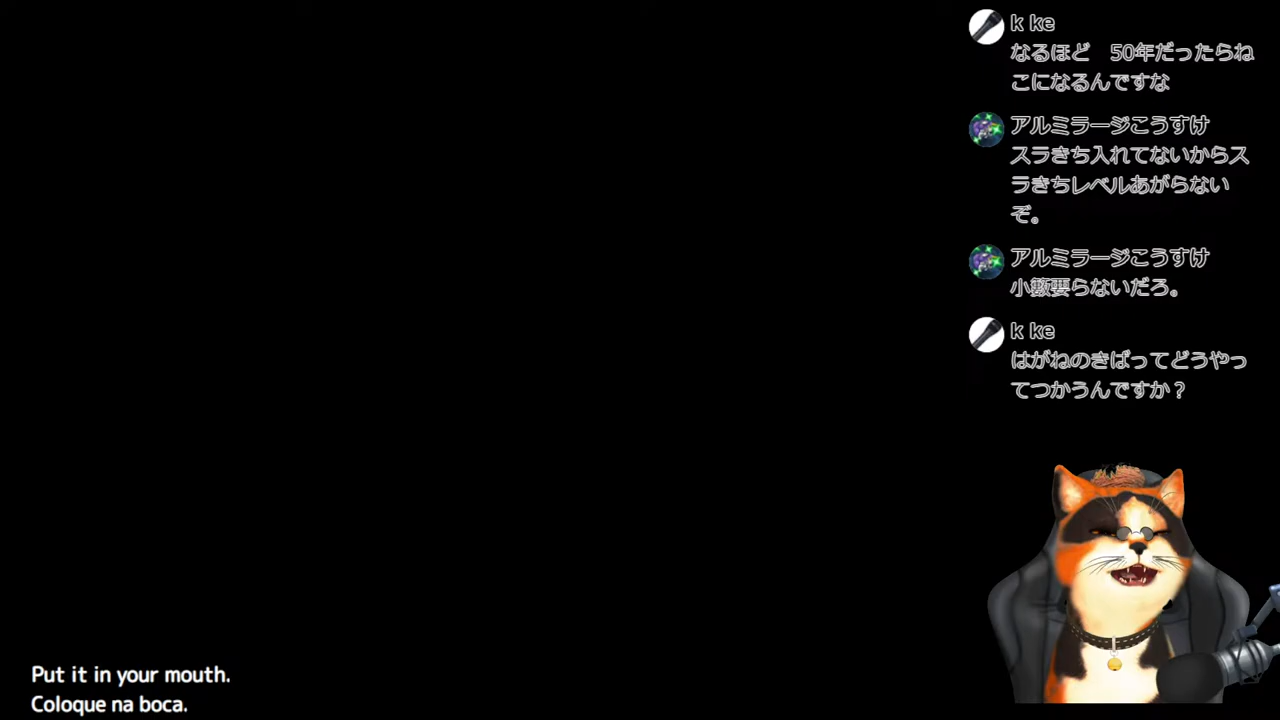 k ke
なるほど　50年だったらね
こになるんですな
アルミラージこうすけ
スラきち入れてないからス
ラきちレベルあがらない
ぞ。
アルミラージこうすけ
小籔要らないだろ。
k ke
はがねのきばってどうやっ
てつかうんですか？
Put it in your mouth.
Coloque na boca.